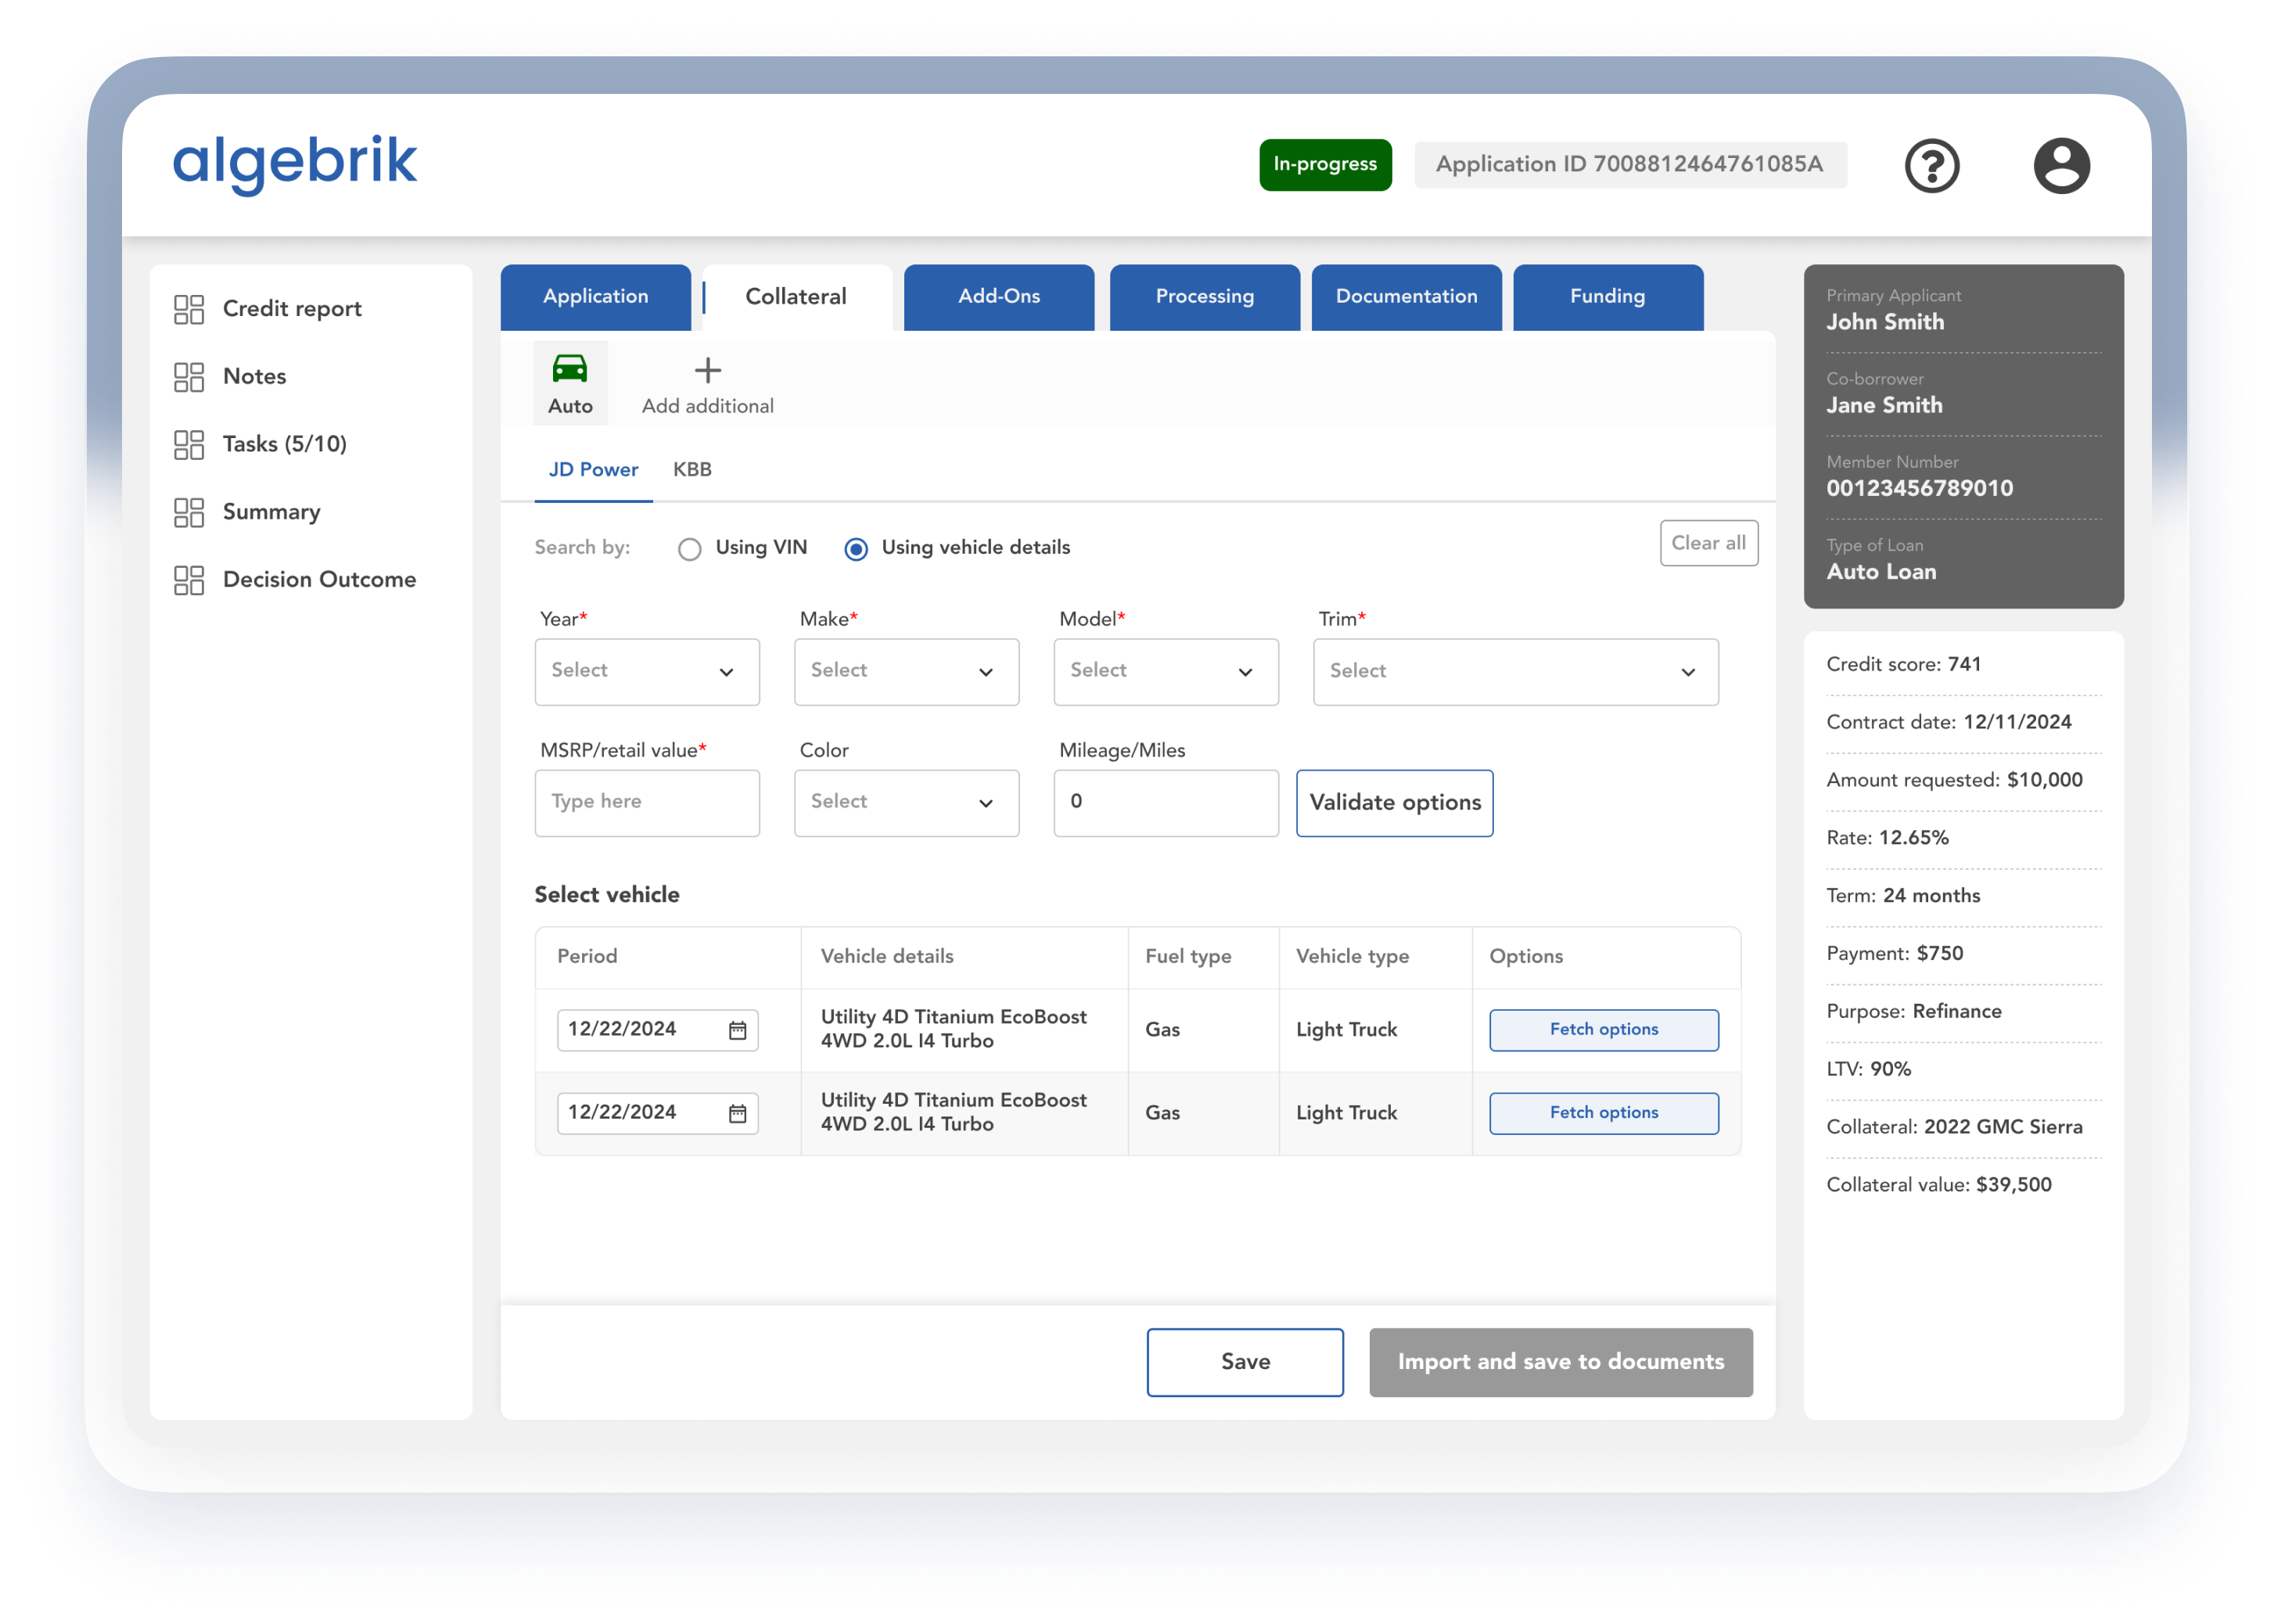 algebrik
In-progress
Application ID 7008812464761085A
Credit report
Notes
Tasks (5/10)
Summary
Decision Outcome
Application
Collateral
Add-Ons
Processing
Documentation
Funding
Auto
Add additional
JD Power
KBB
Search by:
Using VIN
Using vehicle details
Clear all
Year*
Make*
Model*
Trim*
Select
Select
Select
Select
MSRP/retail value*
Color
Mileage/Miles
Type here
Select
0
Validate options
Select vehicle
Period
Vehicle details
Fuel type
Vehicle type
Options
12/22/2024
Utility 4D Titanium EcoBoost
4WD 2.0L I4 Turbo
Gas
Light Truck
Fetch options
12/22/2024
Utility 4D Titanium EcoBoost
4WD 2.0L I4 Turbo
Gas
Light Truck
Fetch options
Save
Import and save to documents
Primary Applicant
John Smith
Co-borrower
Jane Smith
Member Number
00123456789010
Type of Loan
Auto Loan
Credit score: 741
Contract date: 12/11/2024
Amount requested: $10,000
Rate: 12.65%
Term: 24 months
Payment: $750
Purpose: Refinance
LTV: 90%
Collateral: 2022 GMC Sierra
Collateral value: $39,500